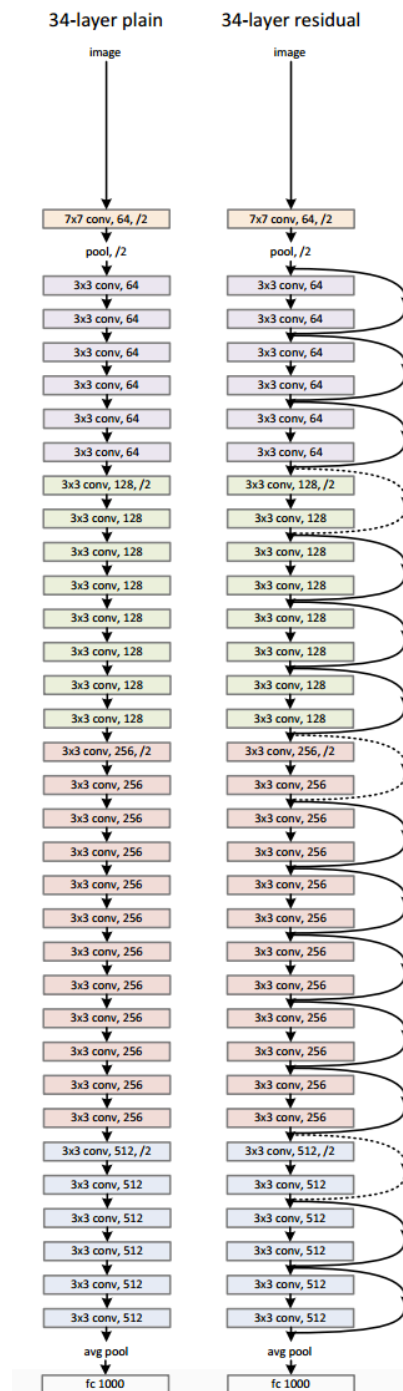 34-layer plain
image
7x7 conv, 64, /2
pool, /2
3x3 conv, 64
3x3 conv, 64
3x3 conv, 64
3x3 conv, 64
3x3 conv, 64
3x3 conv, 64
3x3 conv, 128, /2
3x3 conv, 128
3x3 conv, 128
3x3 conv, 128
3x3 conv, 128
3x3 conv, 128
3x3 conv, 128
3x3 conv, 128
3x3 conv, 256, /2
3x3 conv, 256
3x3 conv, 256
3x3 conv, 256
3x3 conv, 256
3x3 conv, 256
3x3 conv, 256
3x3 conv, 256
3x3 conv, 256
3x3 conv, 256
3x3 conv, 256
3x3 conv, 256
3x3 conv, 512, /2
3x3 conv, 512
3x3 conv, 512
3x3 conv, 512
3x3 conv, 512
3x3 conv, 512
avg pool
fc 1000
34-layer residual
image
7x7 conv, 64, /2
pool, /2
3x3 conv, 64
3x3 conv, 64
3x3 conv, 64
3x3 conv, 64
3x3 conv, 64
3x3 conv, 64
3x3 conv, 128, /2
3x3 conv, 128
3x3 conv, 128
3x3 conv, 128
3x3 conv, 128
3x3 conv, 128
3x3 conv, 128
3x3 conv, 128
3x3 conv, 256, /2
3x3 conv, 256
3x3 conv, 256
3x3 conv, 256
3x3 conv, 256
3x3 conv, 256
3x3 conv, 256
3x3 conv, 256
3x3 conv, 256
3x3 conv, 256
3x3 conv, 256
3x3 conv, 256
3x3 conv, 512, /2
3x3 conv, 512
3x3 conv, 512
3x3 conv, 512
3x3 conv, 512
3x3 conv, 512
avg pool
fc 1000